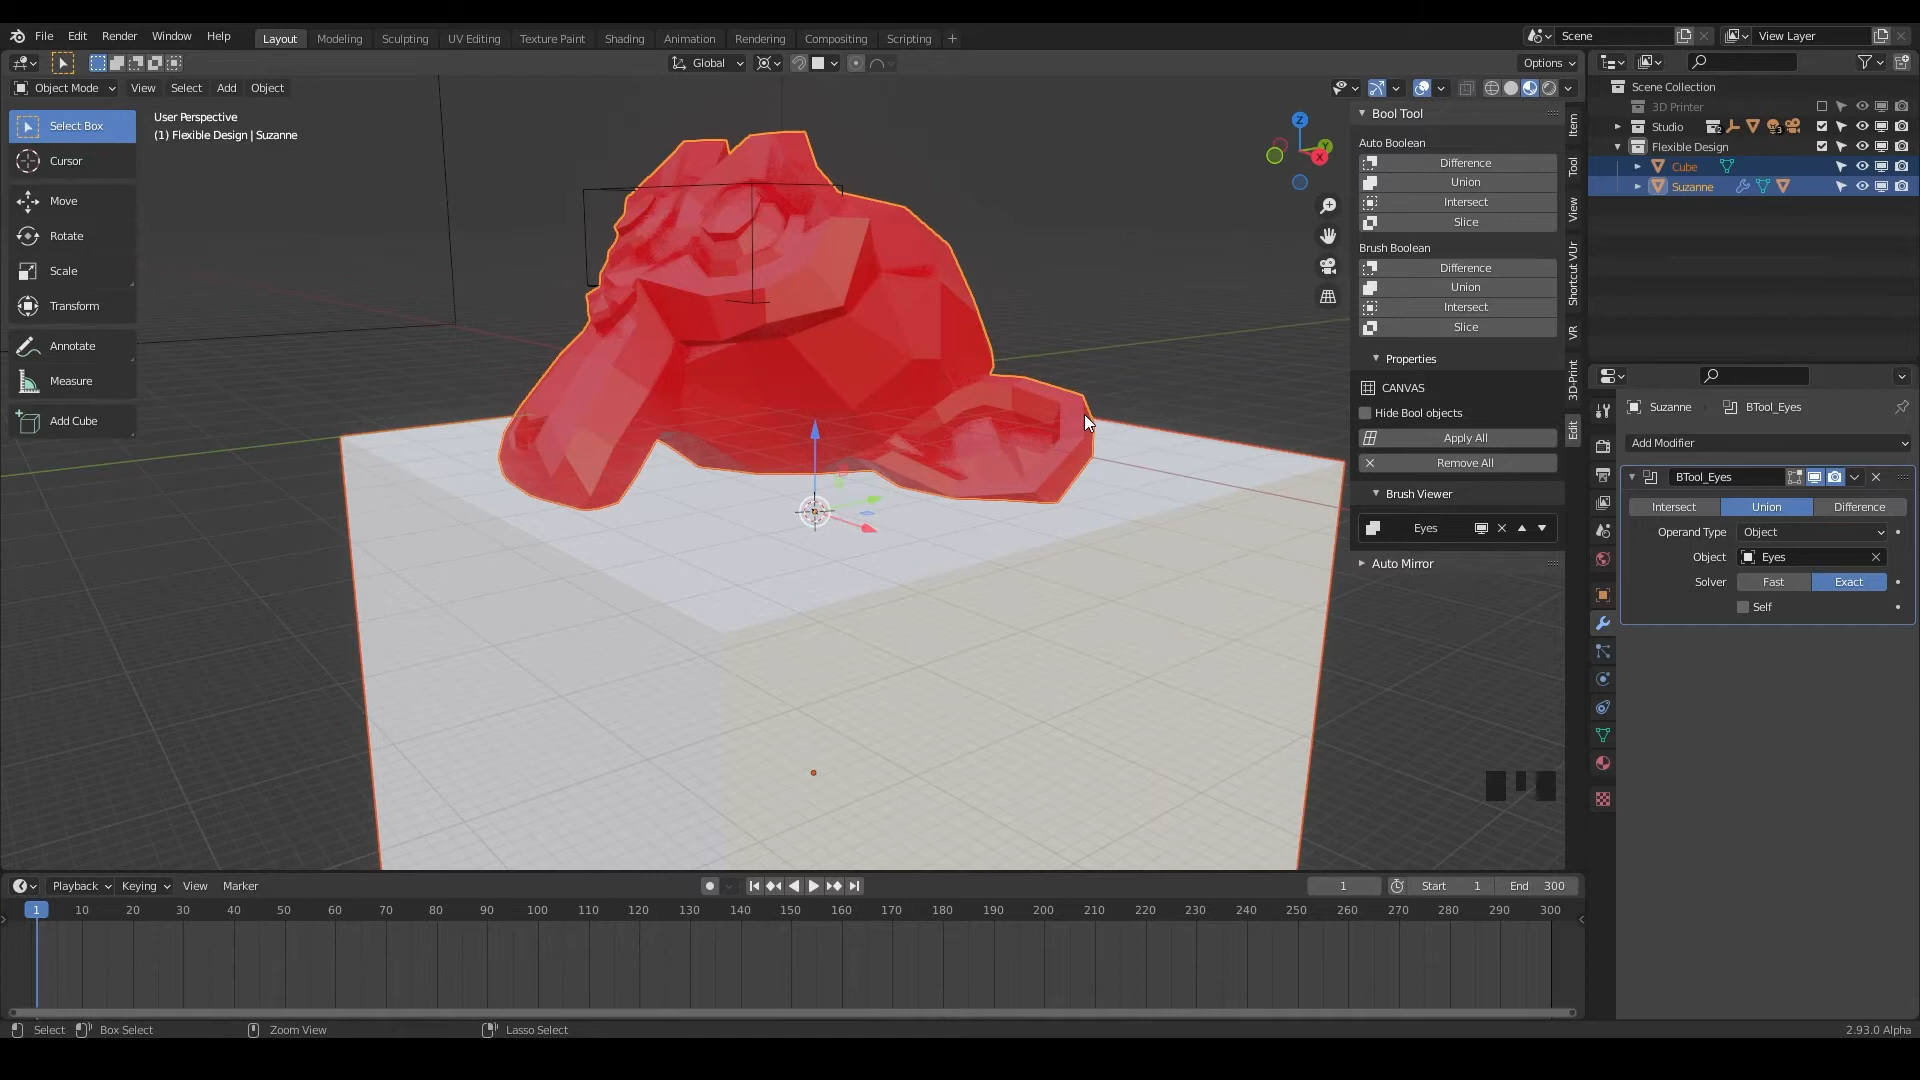 File Edit Render Window Help
Layout Modeling Sculpting UV Editing Texture Paint Shading Animation Rendering Compositing Scripting +
Scene
View Layer
Global
Options
Object Mode View Select Add Object
User Perspective
(1) Flexible Design | Suzanne
Select Box
Cursor
Move
Rotate
Scale
Transform
Annotate
Measure
Add Cube
Z
Y
X
Bool Tool
Auto Boolean
Difference
Union
Intersect
Slice
Brush Boolean
Difference
Union
Intersect
Slice
Properties
CANVAS
Hide Bool objects
Apply All
Remove All
Brush Viewer
Eyes
Auto Mirror
Item
Tool
View
Shortcut VUr
VR
3D-Print
Edit
Scene Collection
3D Printer
Studio 2 3
Flexible Design
Cube
Suzanne
Suzanne BTool_Eyes
Add Modifier
BTool_Eyes
Intersect Union Difference
Operand Type Object
Object Eyes
Solver Fast Exact
Self
Playback Keying View Marker
1 Start 1 End 300
1 10 20 30 40 50 60 70 80 90 100 110 120 130 140 150 160 170 180 190 200 210 220 230 240 250 260 270 280 290 300
Select Box Select Zoom View Lasso Select 2.93.0 Alpha